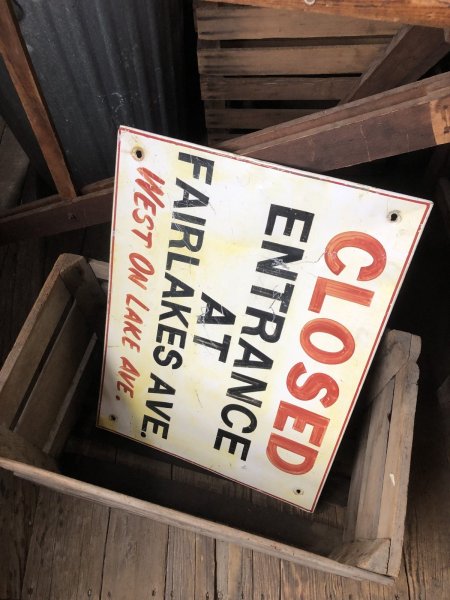 CLOSED
ENTRANCE
AT
FAIRLAKES AVE.
WEST ON LAKE AVE.